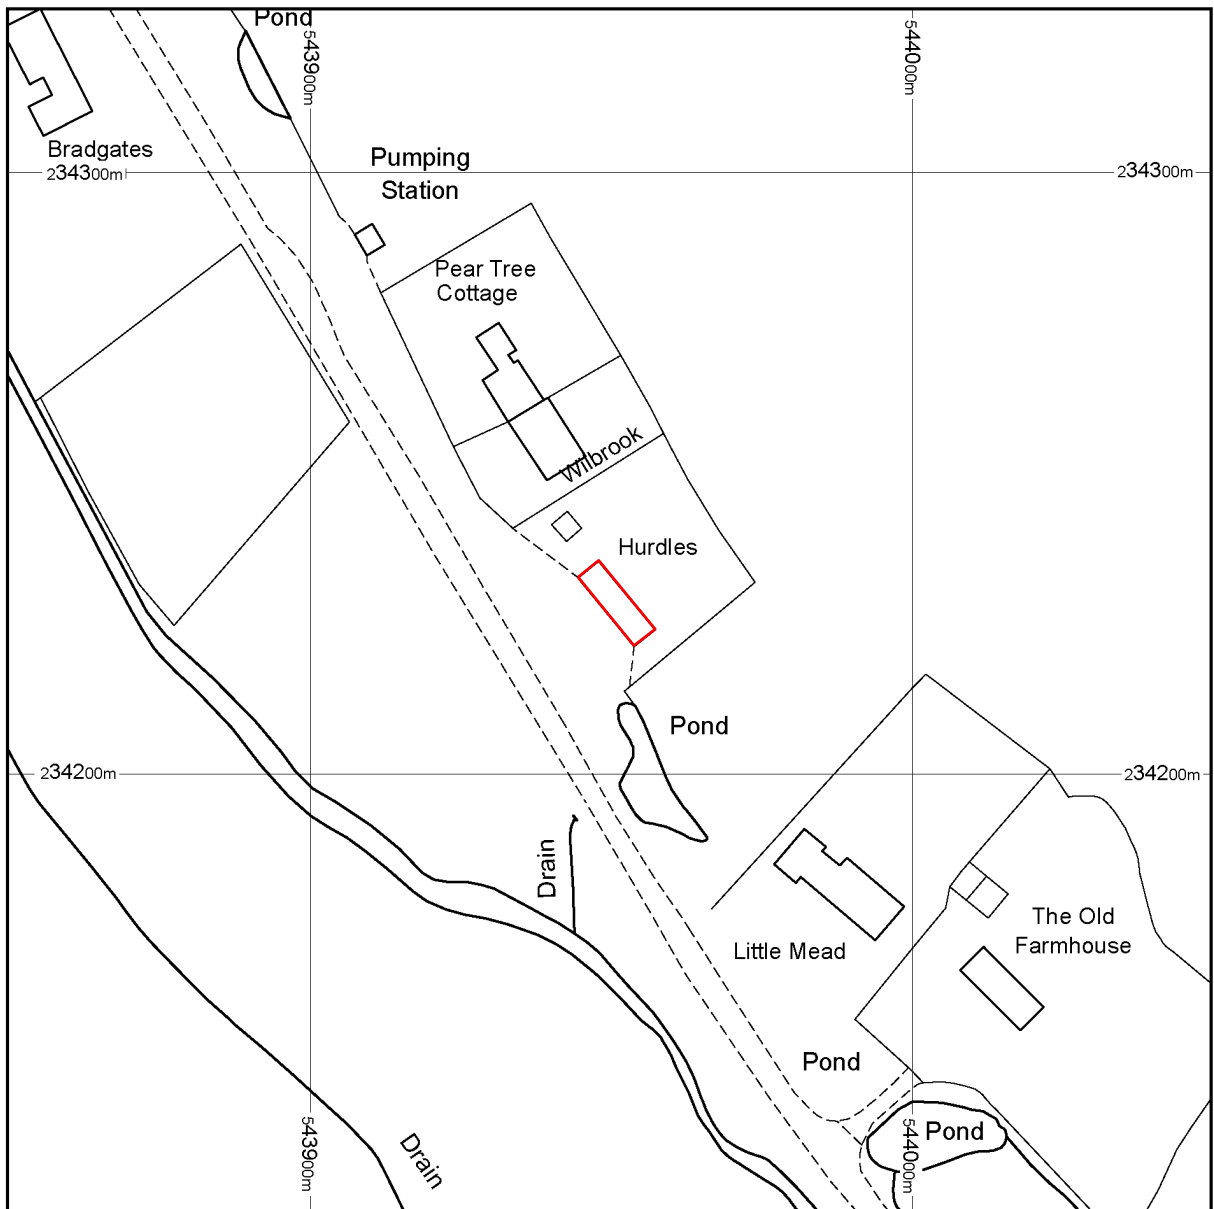 Pond
543900m
544000m
Bradgates
Pumping
Station
234300m
234300m
Pear Tree
Cottage
Wilbrook
Hurdles
Pond
234200m
234200m
Drain
The Old
Farmhouse
Little Mead
Pond
Pond
543900m
544000m
Drain